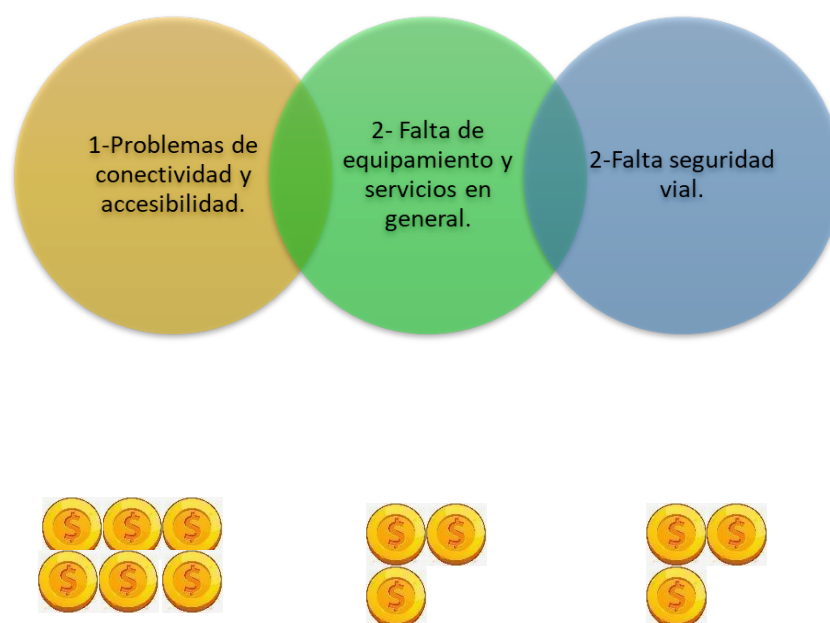 1-Problemas de
conectividad y
accesibilidad.
2- Falta de
equipamiento y
servicios en
general.
2-Falta seguridad
vial.
$ $ $
$ $ $
$ $
$
$ $
$